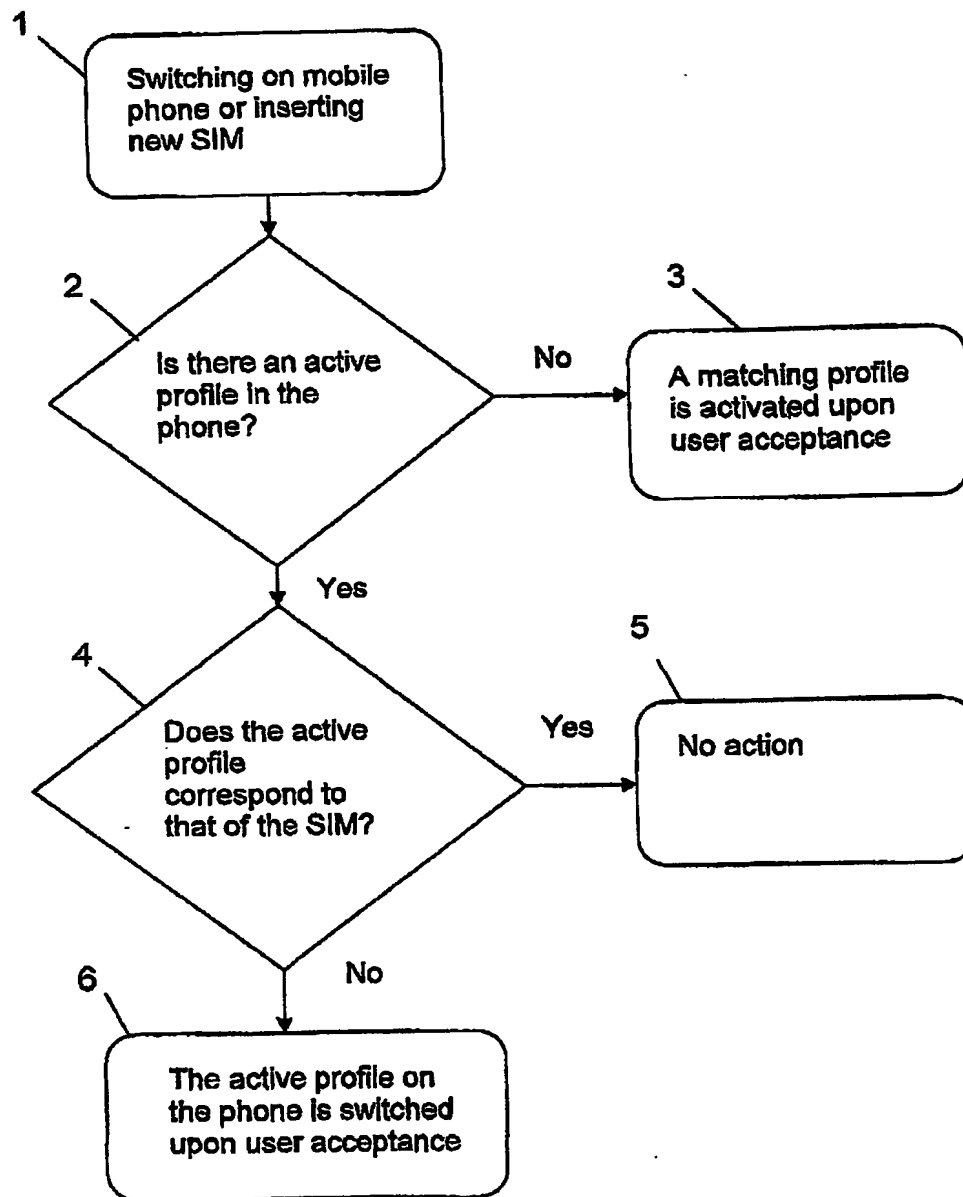 1
Switching on mobile
phone or inserting
new SIM
2
Is there an active
profile in the
phone?
No
3
A matching profile
is activated upon
user acceptance
Yes
4
Does the active
profile
correspond to
that of the SIM?
Yes
5
No action
No
6
The active profile on
the phone is switched
upon user acceptance